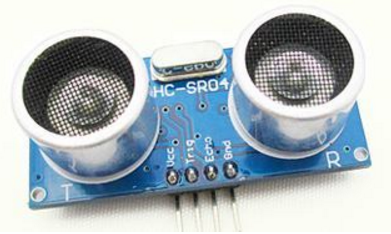 HC-SR04
Vcc
Trig
Echo
Gnd
T
R